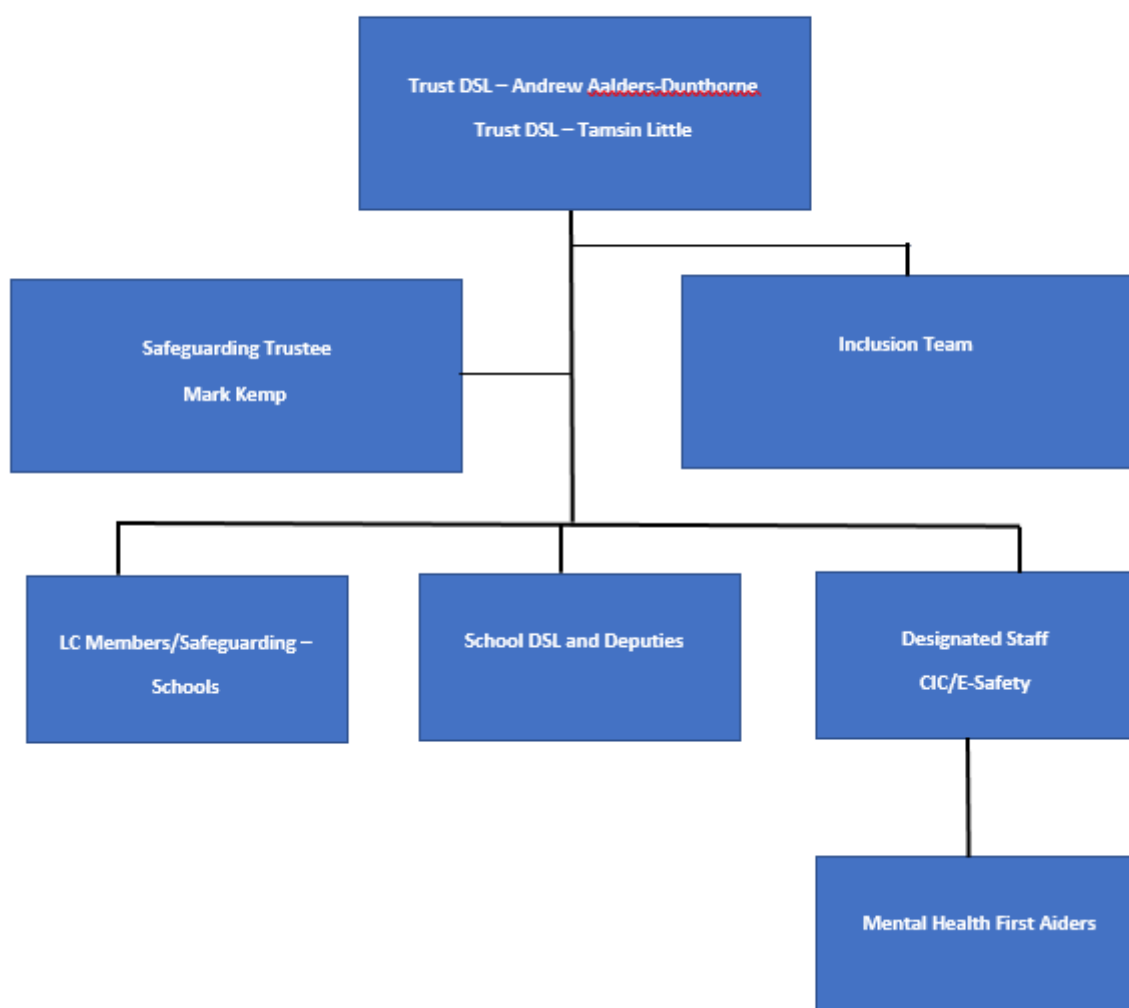 Trust DSL – Andrew Aalders-Dunthorne
Trust DSL – Tamsin Little
Safeguarding Trustee
Mark Kemp
Inclusion Team
LC Members/Safeguarding –
Schools
School DSL and Deputies
Designated Staff
CIC/E-Safety
Mental Health First Aiders